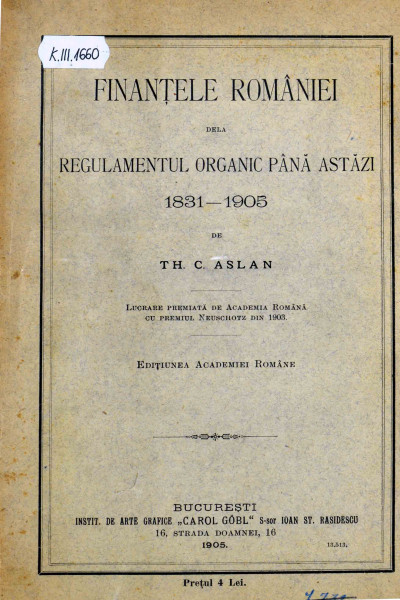 K.III.1660
FINANȚELE ROMÂNIEI
DELA
REGULAMENTUL ORGANIC PÂNĂ ASTĂZI
1831—1905
DE
TH. C. ASLAN
LUCRARE PREMIATĂ DE ACADEMIA ROMÂNĂ
CU PREMIUL NEUSCHOTZ DIN 1903.
EDIȚIUNEA ACADEMIEI ROMÂNE
BUCUREȘTI
INSTIT. DE ARTE GRAFICE „CAROL GÖBL" S-sor IOAN ST. RASIDESCU
16, STRADA DOAMNEI, 16
1905.
13,513.
Prețul 4 Lei.